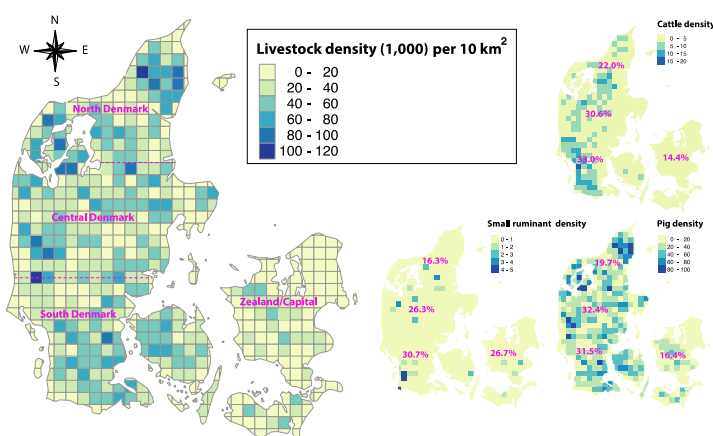 N
W E
S
Livestock density (1,000) per 10 km²
0 - 20
20 - 40
40 - 60
60 - 80
80 - 100
100 - 120
North Denmark
Central Denmark
South Denmark
Zealand/Capital
Cattle density
0 - 5
5 - 10
10 - 15
15 - 20
22.0%
30.6%
33.0%
14.4%
Small ruminant density
0 - 1
1 - 2
2 - 3
3 - 4
4 - 5
16.3%
26.3%
30.7%
26.7%
Pig density
0 - 20
20 - 40
40 - 60
60 - 80
80 - 100
19.7%
32.4%
31.5%
16.4%